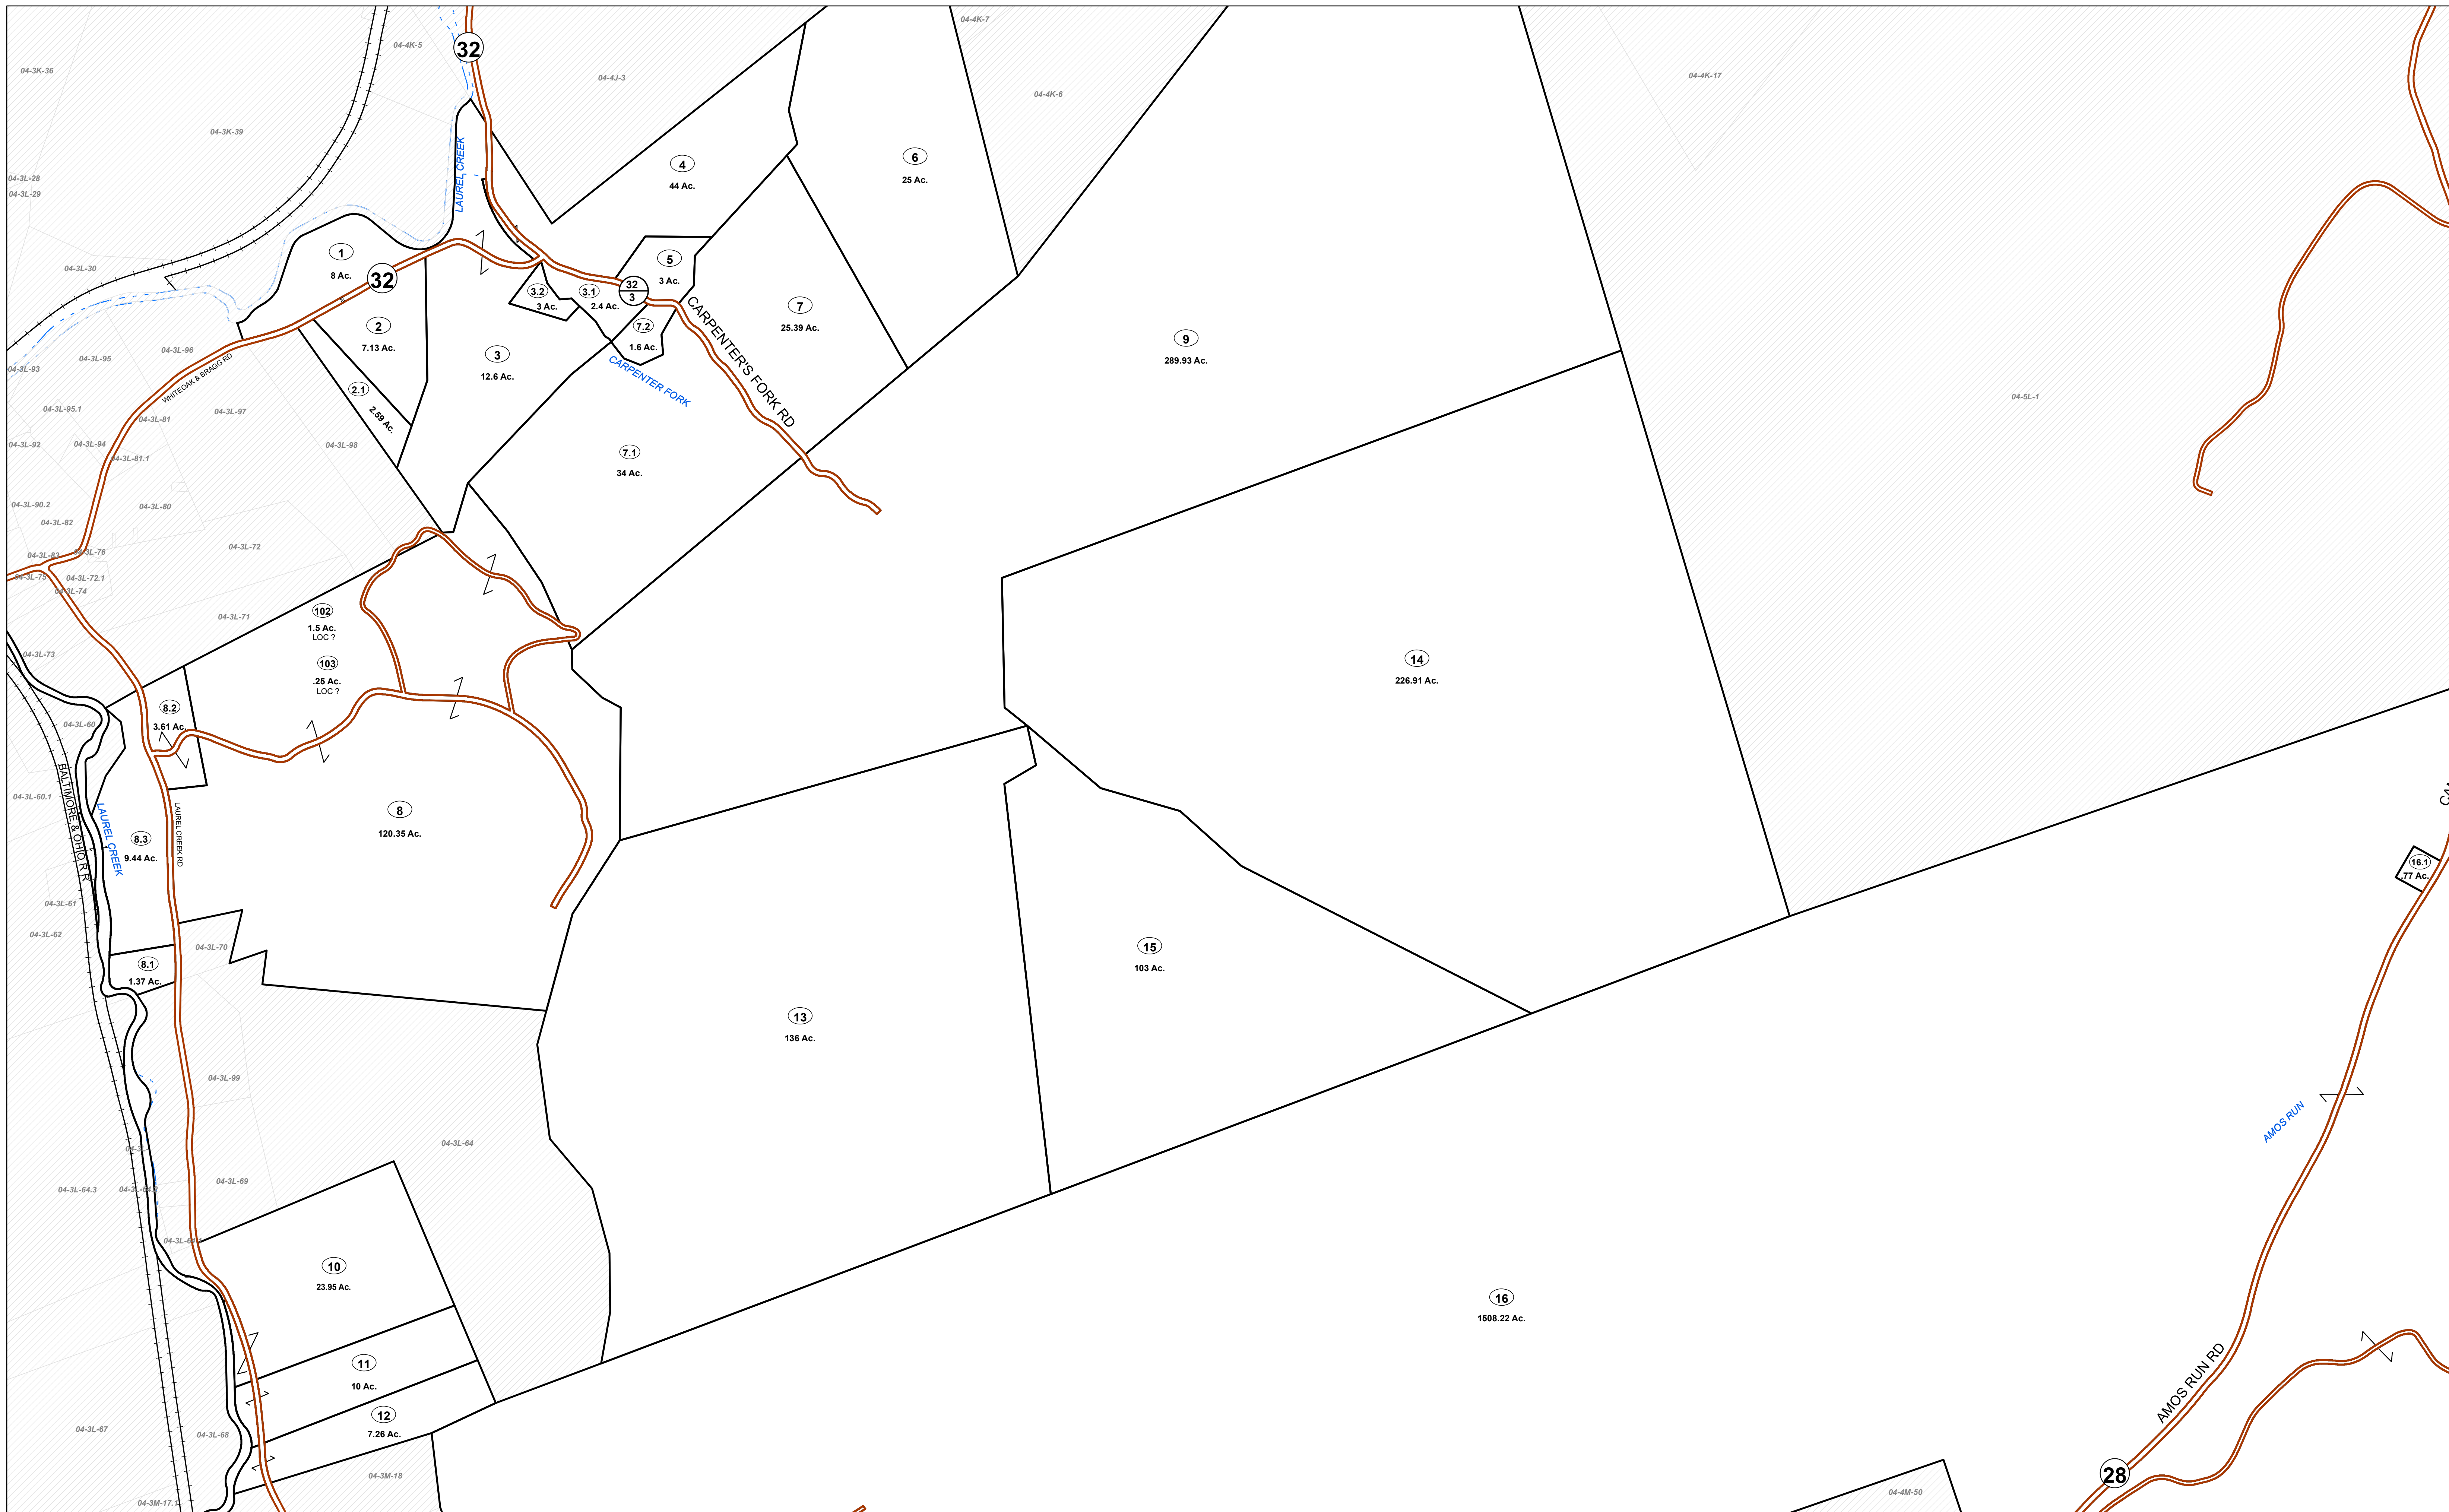 04-4K-7
04-4K-5
32
04-3K-36
04-4J-3
04-4K-17
04-4K-6
04-3K-39
LAUREL CREEK
4
44 Ac.
6
25 Ac.
04-3L-28
04-3L-29
1
8 Ac.
32
04-3L-30
5
3 Ac.
32
3
3.2
3 Ac.
3.1
2.4 Ac.
7
25.39 Ac.
CARPENTER'S FORK RD
7.2
1.6 Ac.
2
7.13 Ac.
3
12.6 Ac.
CARPENTER FORK
9
289.93 Ac.
04-3L-96
04-3L-95
WHITEOAK & BRAGG RD
04-3L-93
2.1
2.59 Ac.
04-5L-1
04-3L-95.1
04-3L-97
04-3L-81
04-3L-92
04-3L-94
04-3L-98
04-3L-81.1
7.1
34 Ac.
04-3L-90.2
04-3L-80
04-3L-82
04-3L-72
04-3L-83
04-3L-76
04-3L-75
04-3L-72.1
04-3L-74
04-3L-71
102
1.5 Ac.
LOC ?
04-3L-73
103
.25 Ac.
LOC ?
14
226.91 Ac.
8.2
3.61 Ac.
04-3L-60
BALTIMORE & OHIO R R
04-3L-60.1
LAUREL CREEK
LAUREL CREEK RD
8
120.35 Ac.
8.3
9.44 Ac.
16.1
.77 Ac.
04-3L-61
04-3L-62
04-3L-70
15
103 Ac.
8.1
1.37 Ac.
13
136 Ac.
04-3L-99
AMOS RUN
04-3L-64
04-3L-69
04-3L-64.3
10
23.95 Ac.
16
1508.22 Ac.
11
10 Ac.
AMOS RUN RD
12
7.26 Ac.
04-3L-67
04-3L-68
04-3M-18
28
04-4M-50
04-3M-17.1